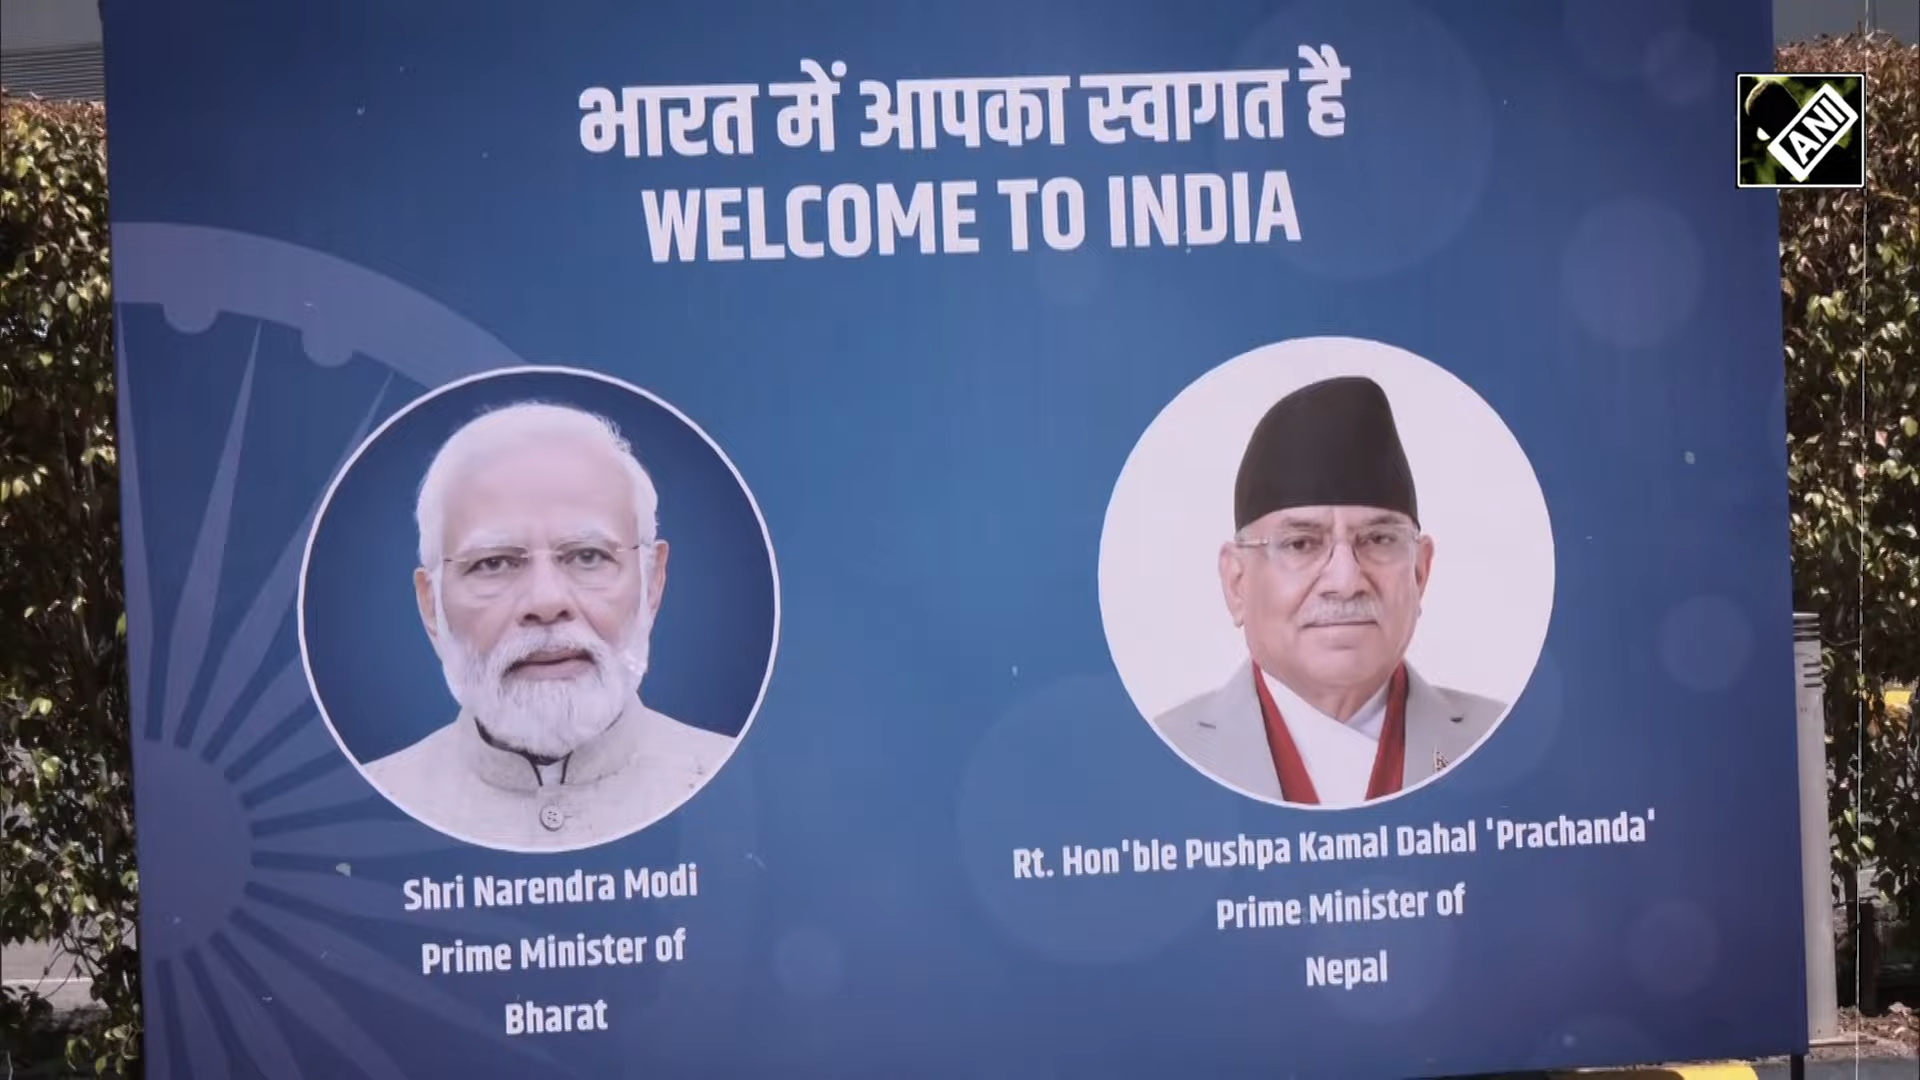 भारत में आपका स्वागत है
WELCOME TO INDIA
ANI
Shri Narendra Modi
Prime Minister of
Bharat
Rt. Hon'ble Pushpa Kamal Dahal 'Prachanda'
Prime Minister of
Nepal